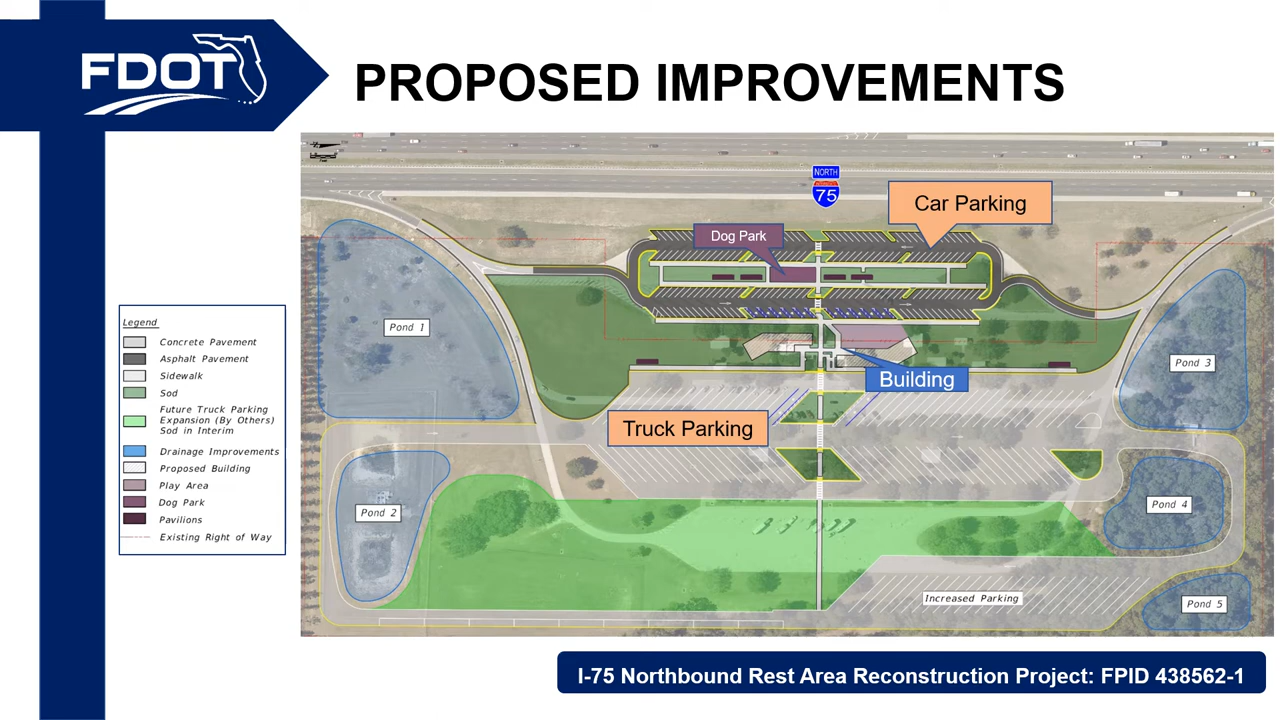 FDOT
PROPOSED IMPROVEMENTS
NORTH
75
Car Parking
Dog Park
Pond 1
Pond 3
Building
Truck Parking
Pond 2
Pond 4
Increased Parking
Pond 5
Legend
Concrete Pavement
Asphalt Pavement
Sidewalk
Sod
Future Truck Parking
Expansion (By Others)
Sod in Interim
Drainage Improvements
Proposed Building
Play Area
Dog Park
Pavilions
Existing Right of Way
I-75 Northbound Rest Area Reconstruction Project: FPID 438562-1